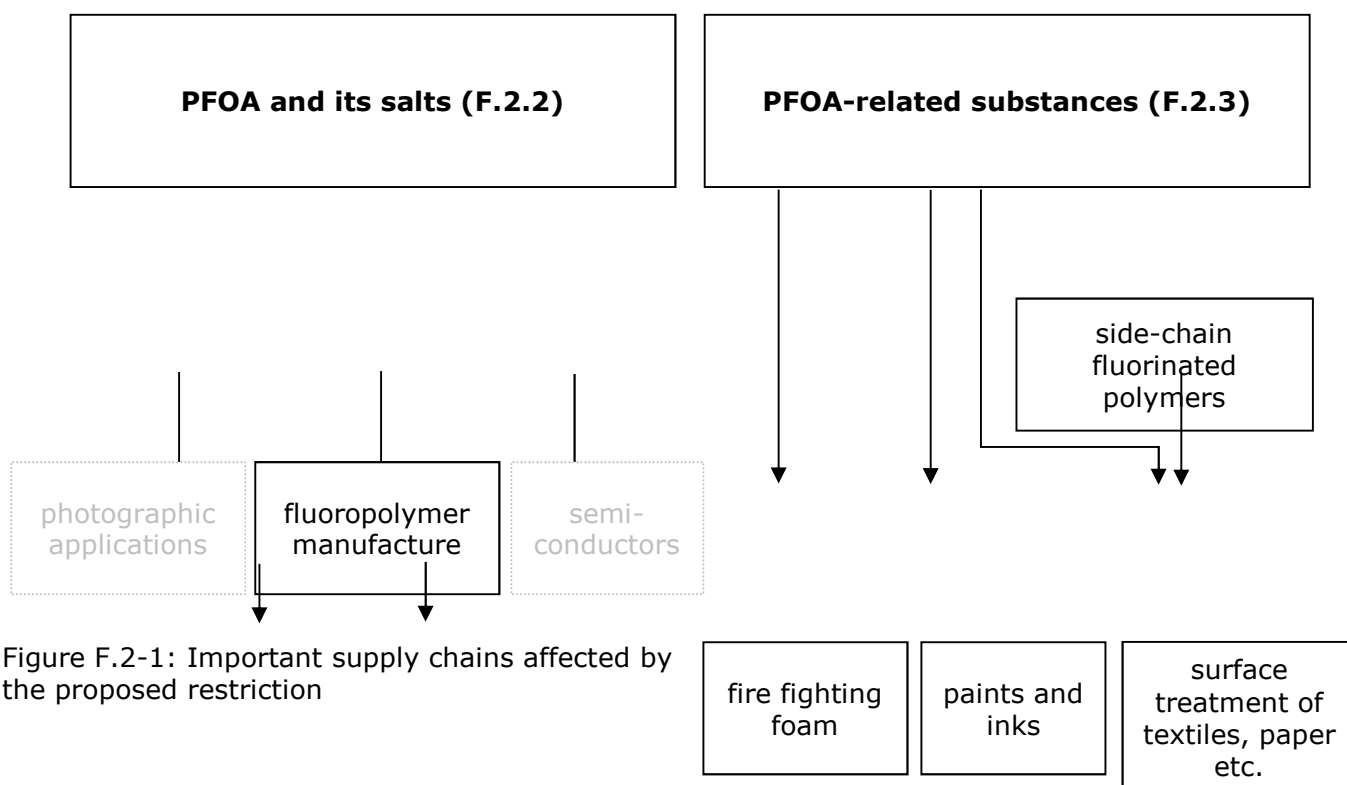 PFOA and its salts (F.2.2)
PFOA-related substances (F.2.3)
side-chain
fluorinated
polymers
photographic
applications
fluoropolymer
manufacture
semi-
conductors
Figure F.2-1: Important supply chains affected by
the proposed restriction
fire fighting
foam
paints and
inks
surface
treatment of
textiles, paper
etc.